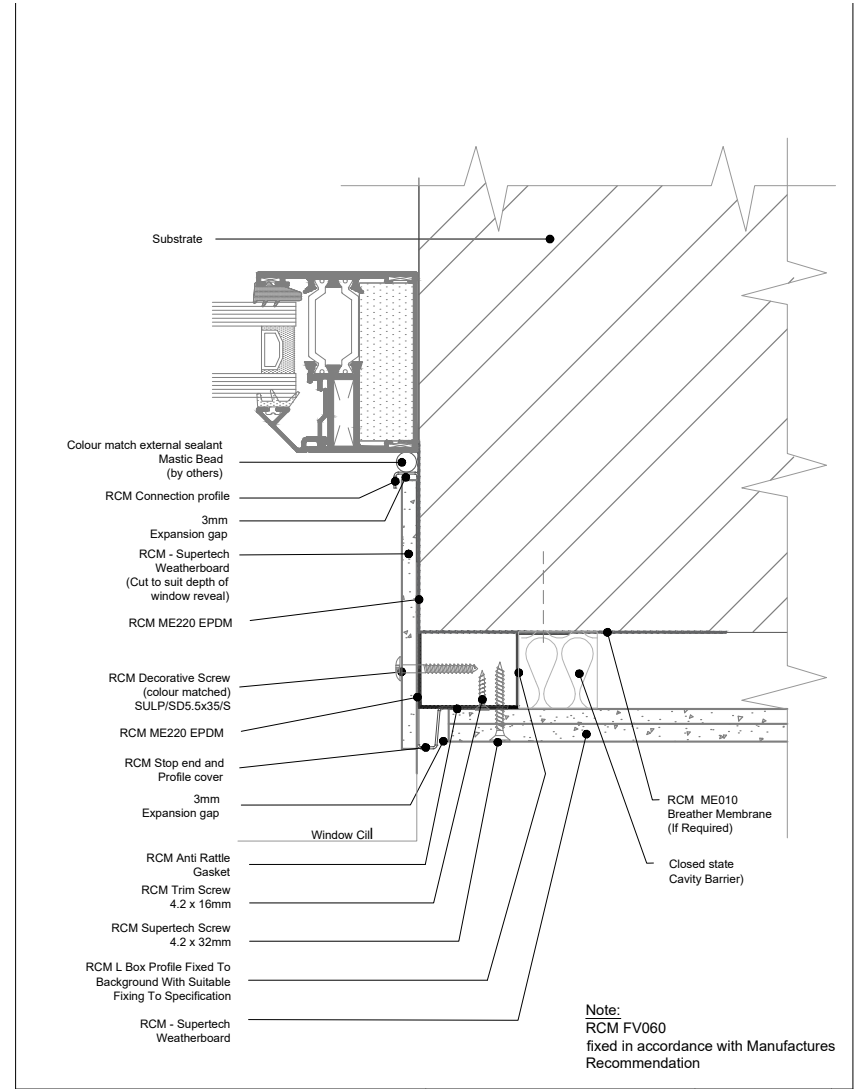 Substrate
Colour match external sealant
Mastic Bead
(by others)
RCM Connection profile
3mm
Expansion gap
RCM - Supertech
Weatherboard
(Cut to suit depth of
window reveal)
RCM ME220 EPDM
RCM Decorative Screw
(colour matched)
SULP/SD5.5x35/S
RCM ME220 EPDM
RCM Stop end and
Profile cover
3mm
Expansion gap
Window Cill
RCM Anti Rattle
Gasket
RCM Trim Screw
4.2 x 16mm
RCM Supertech Screw
4.2 x 32mm
RCM L Box Profile Fixed To
Background With Suitable
Fixing To Specification
RCM - Supertech
Weatherboard
RCM ME010
Breather Membrane
(If Required)
Closed state
Cavity Barrier)
Note:
RCM FV060
fixed in accordance with Manufactures
Recommendation